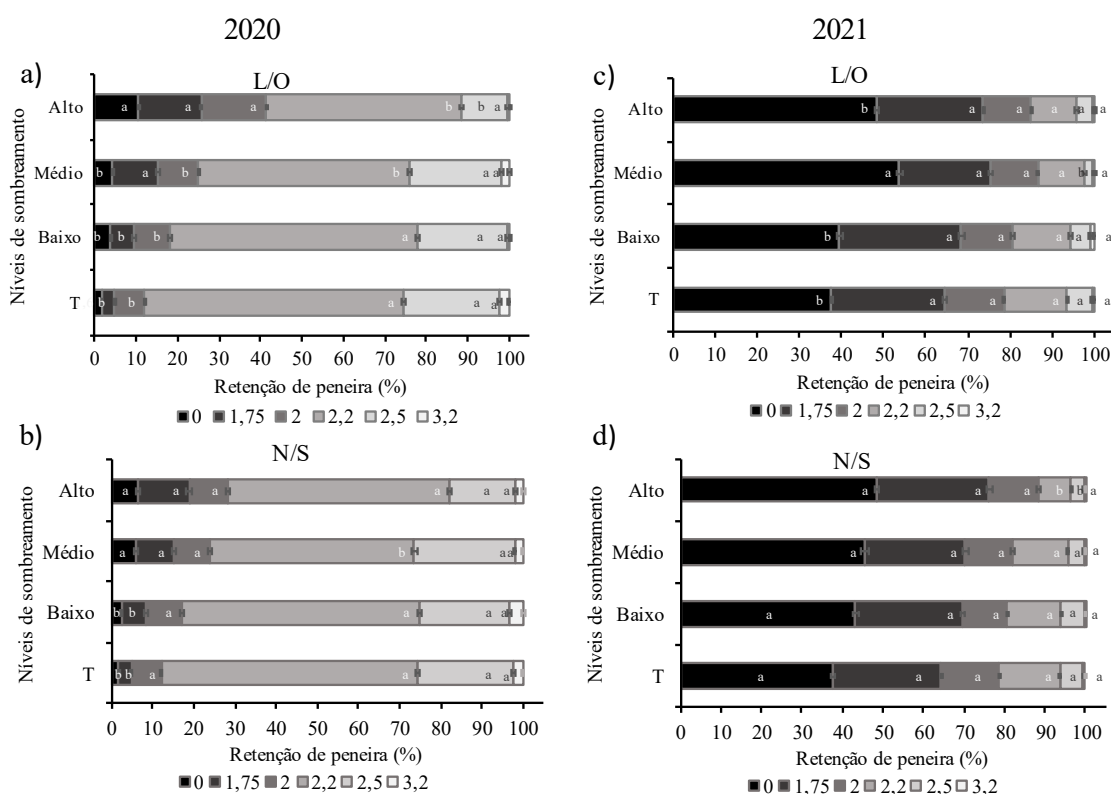 2020
2021
a)
L/O
Níveis de sombreamento
Alto
a a a b a a
Médio
b a b b a a
Baixo
b b b a a a
T
b b a a a
0 10 20 30 40 50 60 70 80 90 100
Retenção de peneira (%)
0 1,75 2 2,2 2,5 3,2
c)
L/O
Níveis de sombreamento
Alto
b a a a a a
Médio
a a a a b a
Baixo
b a a a a a
T
b a a a a a
0 10 20 30 40 50 60 70 80 90 100
Retenção de peneira (%)
0 1,75 2 2,2 2,5 3,2
b)
N/S
Níveis de sombreamento
Alto
a a a a a a
Médio
a a a b a a
Baixo
b b a a a a
T
b b a a a a
0 10 20 30 40 50 60 70 80 90 100
Retenção de peneira (%)
0 1,75 2 2,2 2,5 3,2
d)
N/S
Níveis de sombreamento
Alto
a a a b a a
Médio
a a a a a a
Baixo
a a a a a a
T
a a a a a a
0 10 20 30 40 50 60 70 80 90 100
Retenção de peneira (%)
0 1,75 2 2,2 2,5 3,2